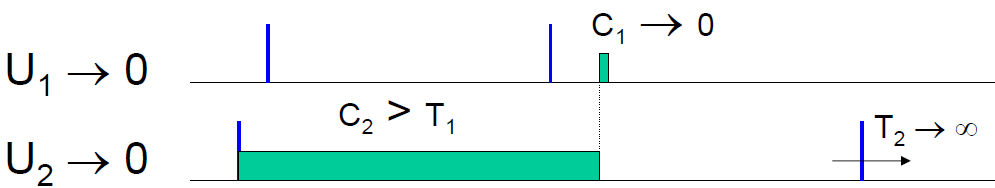 C₁ → 0
U₁ → 0
C₂ > T₁
T₂ → ∞
U₂ → 0